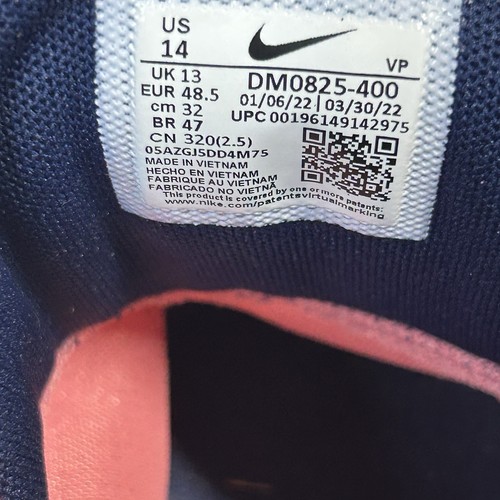 US
14
VP
UK 13
EUR 48.5
cm 32
BR 47
CN 320(2.5)
DM0825-400
01/06/22 | 03/30/22
UPC 00196149142975
05AZGJ5DD4M75
MADE IN VIETNAM
HECHO EN VIETNAM
FABRIQUE AU VIETNAM
FABRICADO NO VIETNÃ
This product is covered by one or more patents:
www.nike.com/patentsvirtualmarking